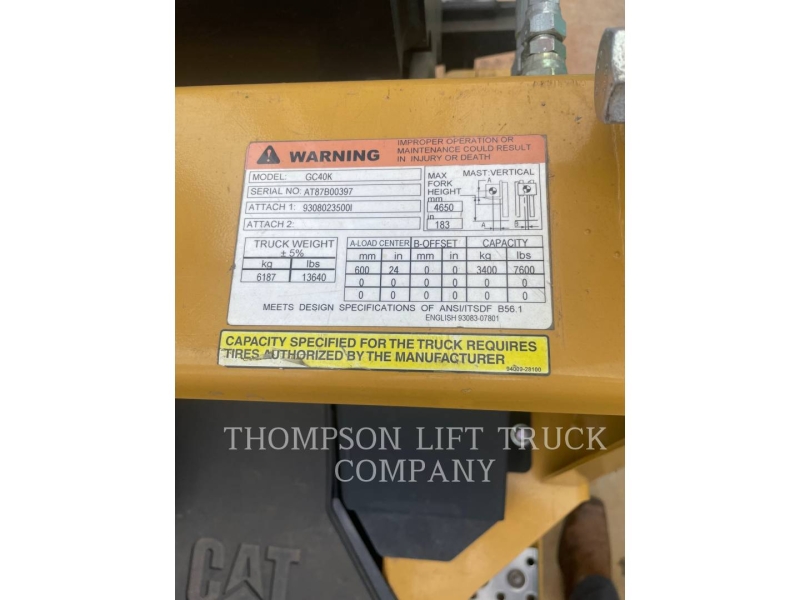 WARNING
IMPROPER OPERATION OR
MAINTENANCE COULD RESULT
IN INJURY OR DEATH
MODEL: GC40K
SERIAL NO: AT87B00397
ATTACH 1: 9308023500I
ATTACH 2:
MAX
FORK
HEIGHT
mm
4650
in
183
MAST:VERTICAL
A
A
B
TRUCK WEIGHT
± 5%
kg lbs
6187 13640
A-LOAD CENTER B-OFFSET CAPACITY
mm in mm in kg lbs
600 24 0 0 3400 7600
0 0 0 0 0 0
0 0 0 0 0 0
MEETS DESIGN SPECIFICATIONS OF ANSI/ITSDF B56.1
ENGLISH 93083-07801
CAPACITY SPECIFIED FOR THE TRUCK REQUIRES
TIRES AUTHORIZED BY THE MANUFACTURER
THOMPSON LIFT TRUCK
COMPANY
CAT